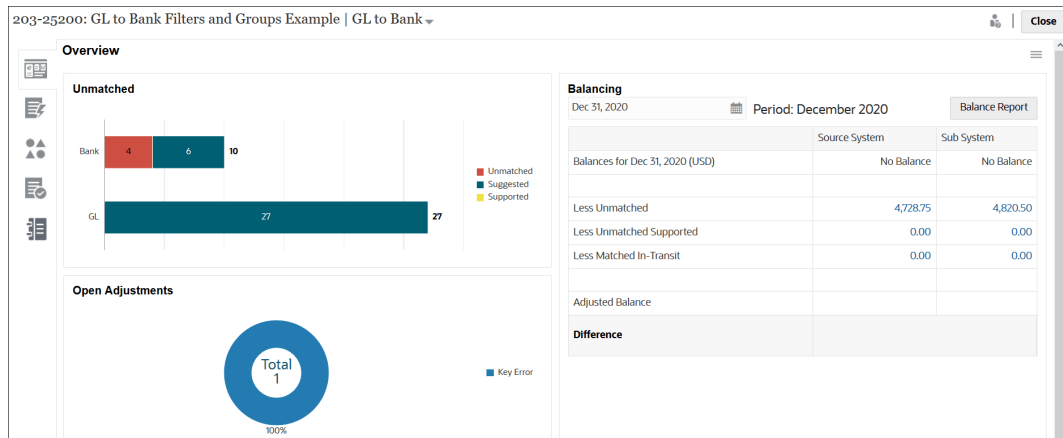 203-25200: GL to Bank Filters and Groups Example | GL to Bank
Close
Overview
Unmatched
Bank 4 6 10
GL 27 27
Unmatched
Suggested
Supported
Open Adjustments
Total
1
100%
Key Error
Balancing
Dec 31, 2020 Period: December 2020 Balance Report
Source System Sub System
Balances for Dec 31, 2020 (USD) No Balance No Balance
Less Unmatched 4,728.75 4,820.50
Less Unmatched Supported 0.00 0.00
Less Matched In-Transit 0.00 0.00
Adjusted Balance
Difference